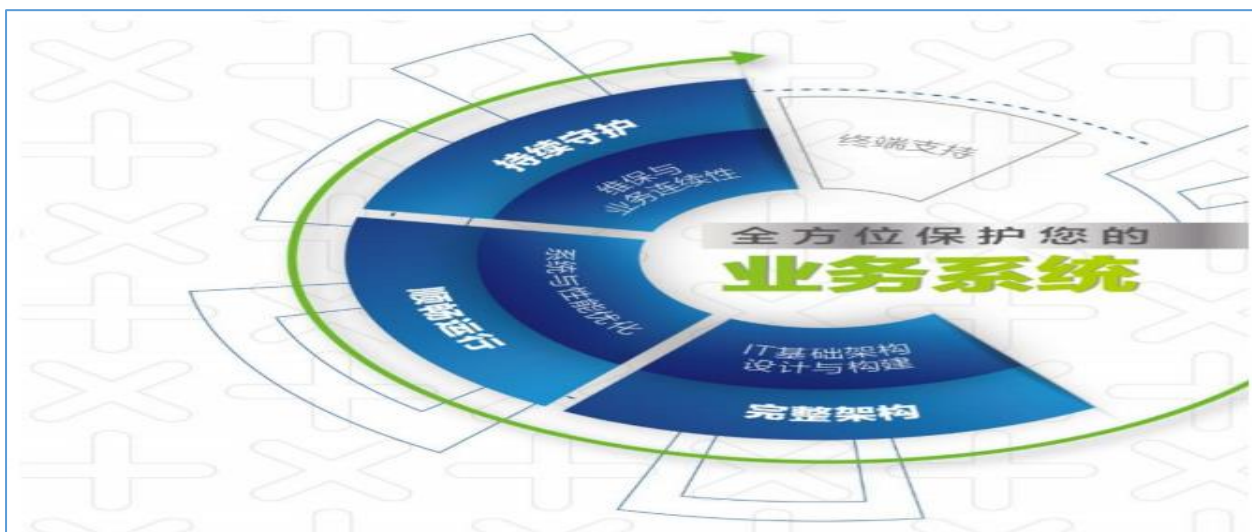 持续守护
维保与
业务连续性
终端支持
全方位保护您的
业务系统
顺畅运行
系统与性能优化
IT基础架构
设计与构建
完整架构